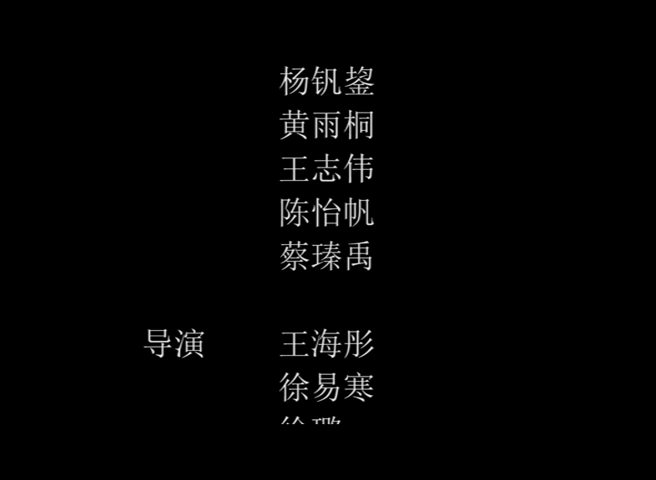 杨钒鋆
黄雨桐
王志伟
陈怡帆
蔡瑧禹
导演 王海彤
徐易寒